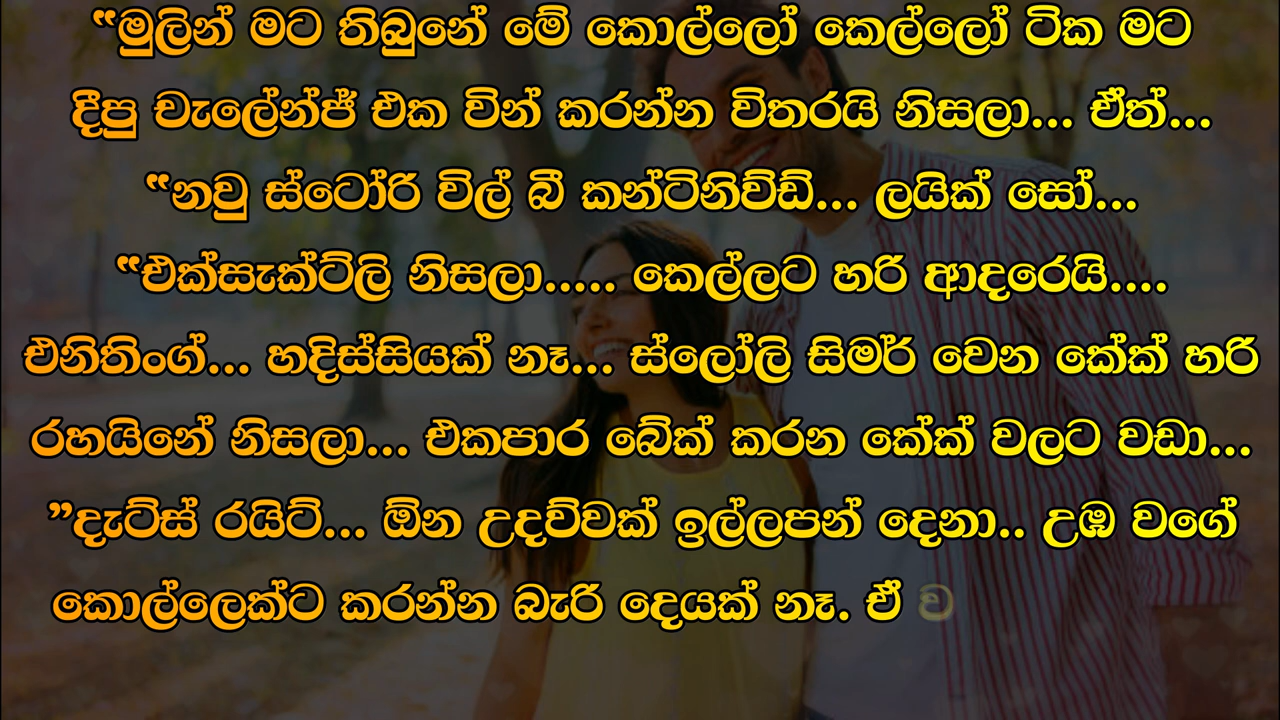 “මුලින් මට තිබුනේ මේ කොල්ලෝ කෙල්ලෝ ටික මට
දීපු චැලේන්ජ් එක වින් කරන්න විතරයි නිසලා... ඒත්...
“නවු ස්ටෝරි විල් බී කන්ටිනිව්ඩ්... ලයික් සෝ...
“එක්සැක්ට්ලි නිසලා..... කෙල්ලට හරි ආදරෙයි....
එනිතිංග්... හදිස්සියක් නෑ... ස්ලෝලි සිමර් වෙන කේක් හරි
රහයිනේ නිසලා... එකපාර බේක් කරන කේක් වලට වඩා...
”දැට්ස් රයිට්... ඕන උදව්වක් ඉල්ලපන් දෙනා.. උඹ වගේ
කොල්ලෙක්ට කරන්න බැරි දෙයක් නෑ. ඒ ව